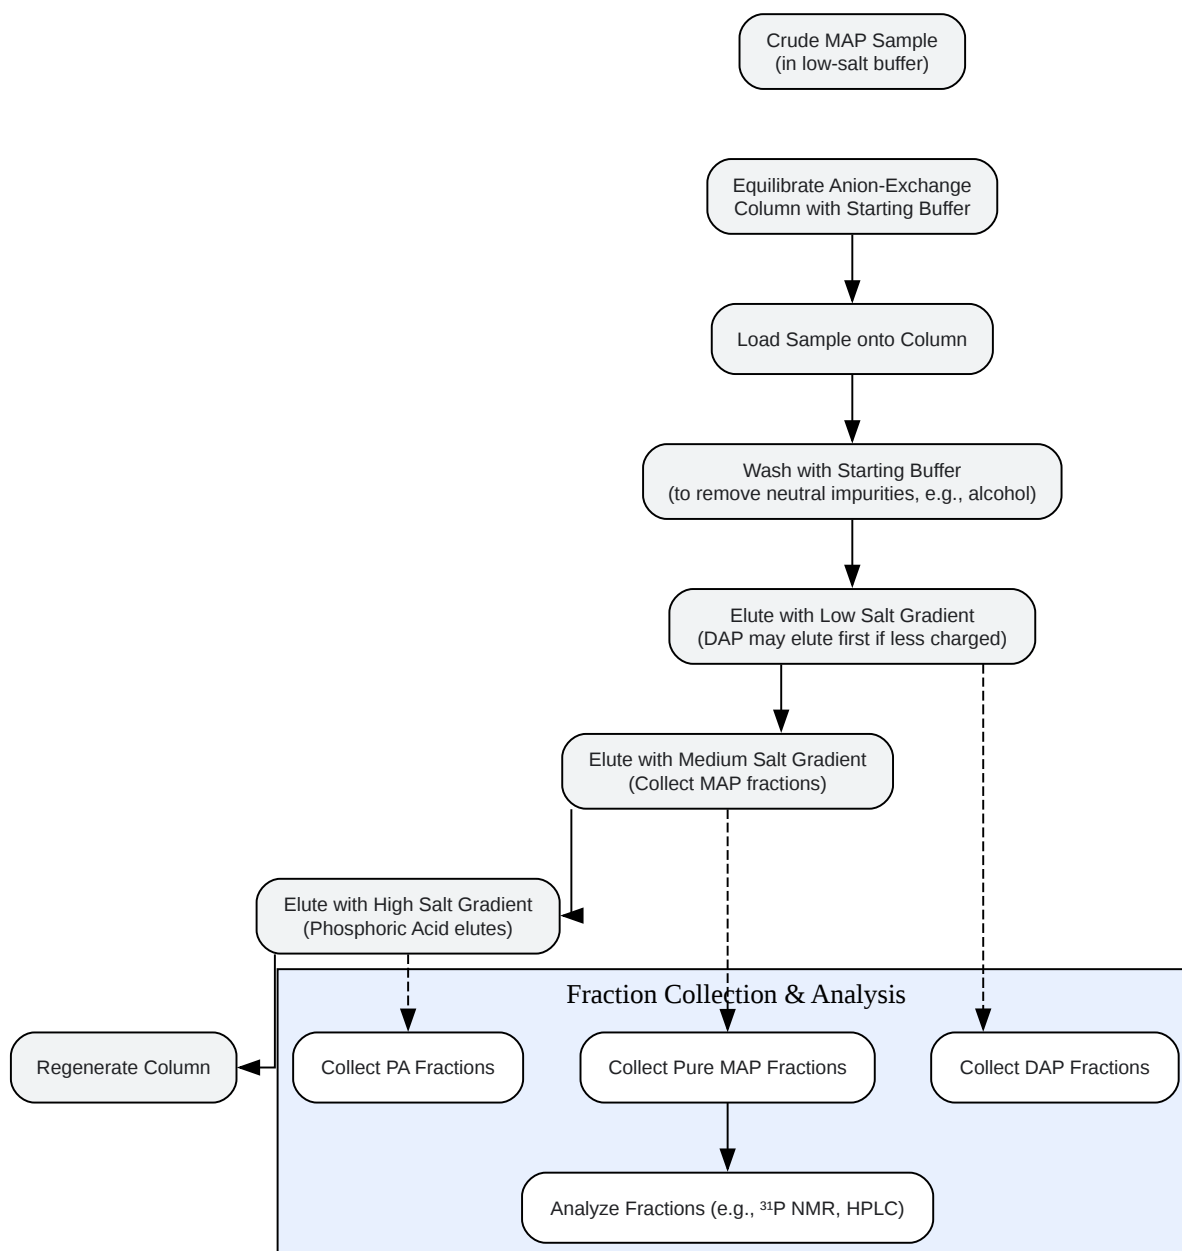 Crude MAP Sample
(in low-salt buffer)
Equilibrate Anion-Exchange
Column with Starting Buffer
Load Sample onto Column
Wash with Starting Buffer
(to remove neutral impurities, e.g., alcohol)
Elute with Low Salt Gradient
(DAP may elute first if less charged)
Elute with Medium Salt Gradient
(Collect MAP fractions)
Elute with High Salt Gradient
(Phosphoric Acid elutes)
Fraction Collection & Analysis
Regenerate Column
Collect PA Fractions
Collect Pure MAP Fractions
Collect DAP Fractions
Analyze Fractions (e.g., ³¹P NMR, HPLC)